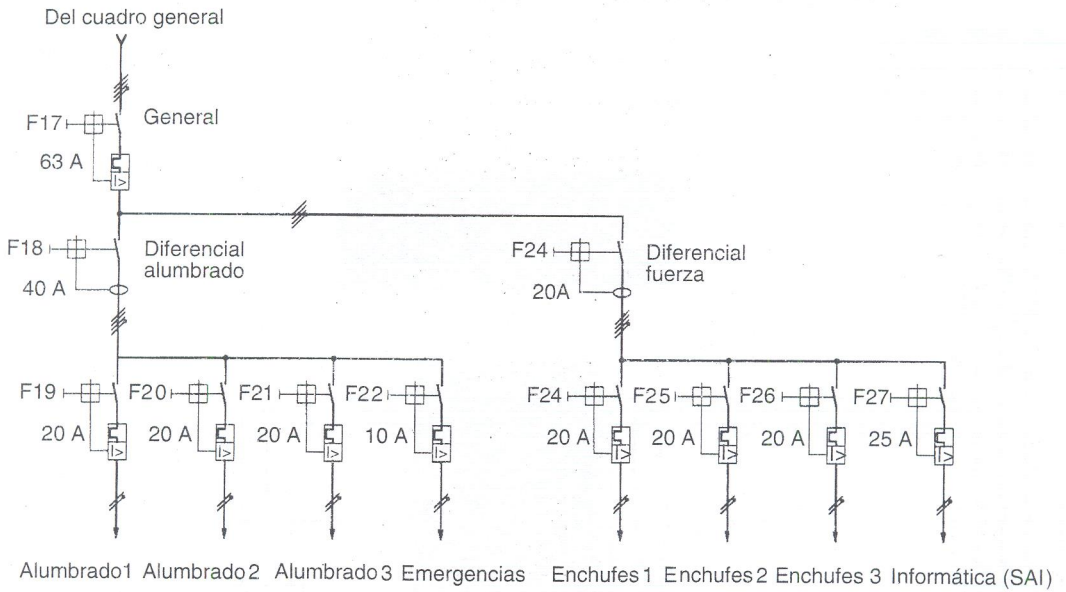 Del cuadro general
F17
General
63 A
I>
F18
Diferencial
alumbrado
40 A
F24
Diferencial
fuerza
20A
F19
F20
F21
F22
F24
F25
F26
F27
20 A
20 A
20 A
10 A
20 A
20 A
20 A
25 A
I>
I>
I>
I>
I>
I>
I>
I>
Alumbrado1
Alumbrado2
Alumbrado3
Emergencias
Enchufes1
Enchufes2
Enchufes 3
Informática (SAI)